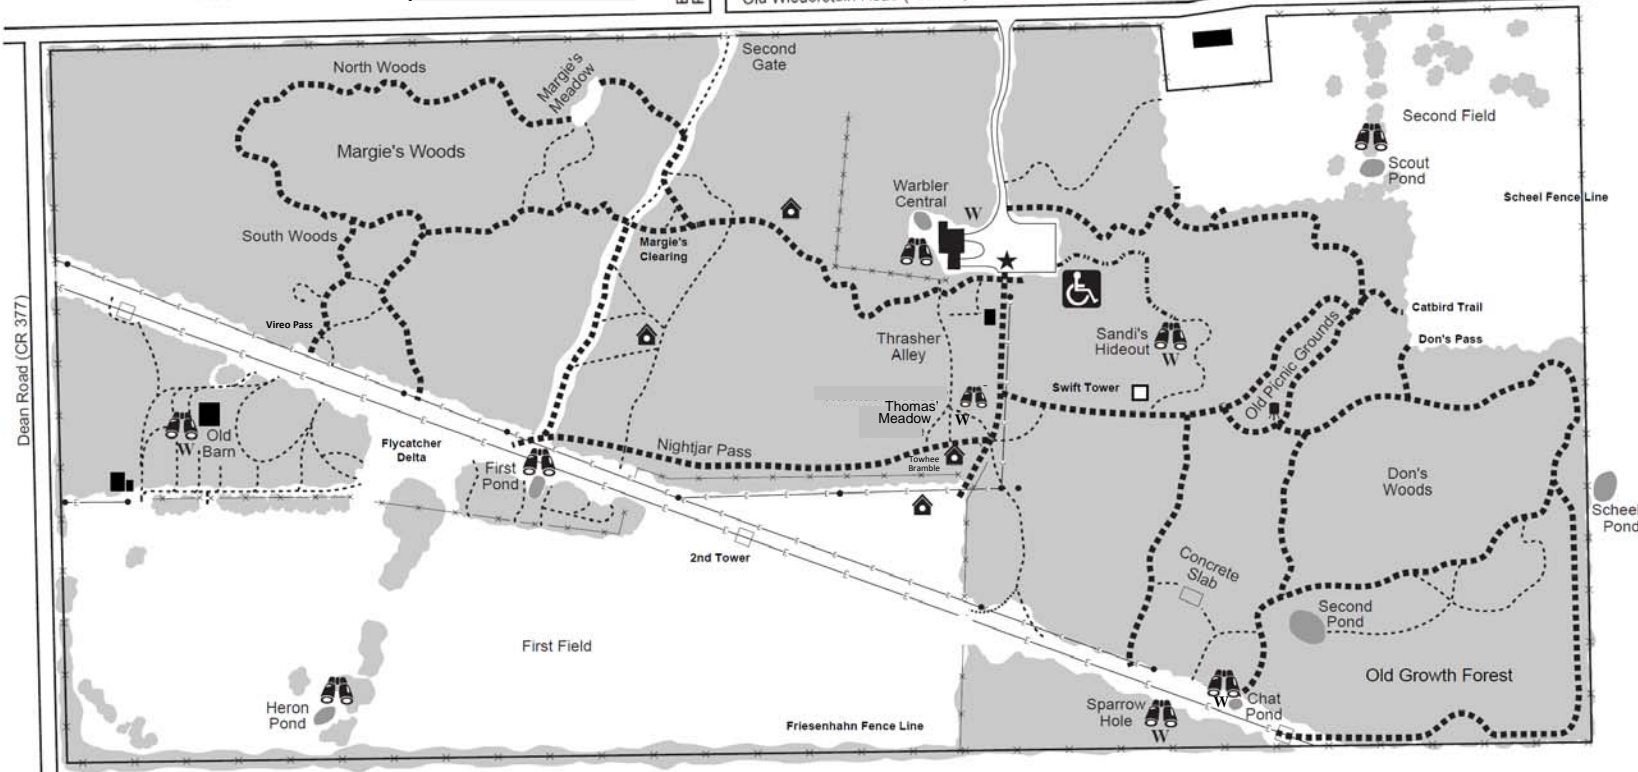 Second
Gate
North Woods
Margie's
Meadow
Second Field
Margie's Woods
Scout
Pond
Warbler
Central
W
Scheel Fence Line
South Woods
Margie's
Clearing
Dean Road (CR 377)
Catbird Trail
Vireo Pass
Thrasher
Alley
Sandi's
Hideout
W
Don's Pass
Old Picnic Grounds
Swift Tower
Thomas'
Meadow
W
W
Old
Barn
Flycatcher
Delta
Nightjar Pass
Towhee
Bramble
First
Pond
Don's
Woods
Scheel
Pond
2nd Tower
Concrete
Slab
Second
Pond
First Field
Old Growth Forest
Heron
Pond
Friesenhahn Fence Line
Sparrow
Hole
W
W
Chat
Pond